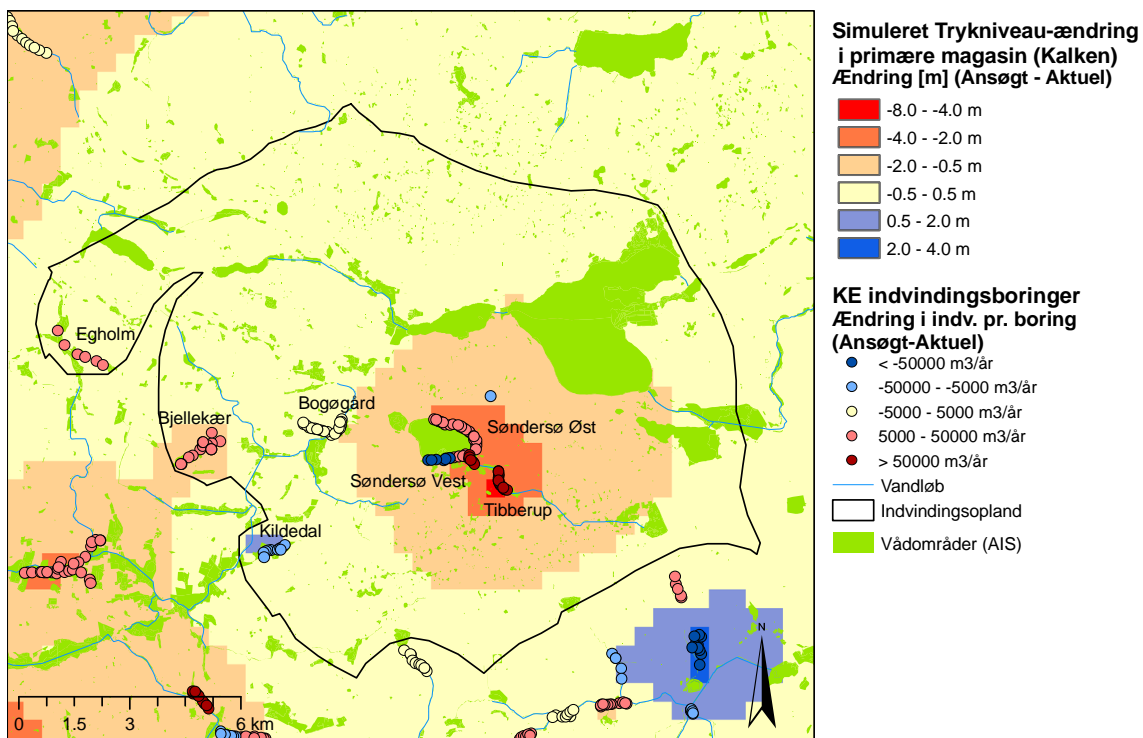 Simuleret Trykniveau-ændring
i primære magasin (Kalken)
Ændring [m] (Ansøgt - Aktuel)
-8.0 - -4.0 m
-4.0 - -2.0 m
-2.0 - -0.5 m
-0.5 - 0.5 m
0.5 - 2.0 m
2.0 - 4.0 m
KE indvindingsboringer
Ændring i indv. pr. boring
(Ansøgt-Aktuel)
< -50000 m3/år
-50000 - -5000 m3/år
-5000 - 5000 m3/år
5000 - 50000 m3/år
> 50000 m3/år
Vandløb
Indvindingsopland
Vådområder (AIS)
Egholm
Bjellekær
Bogøgård
Søndersø Øst
Søndersø Vest
Tibberup
Kildedal
N
0 1.5 3 6 km